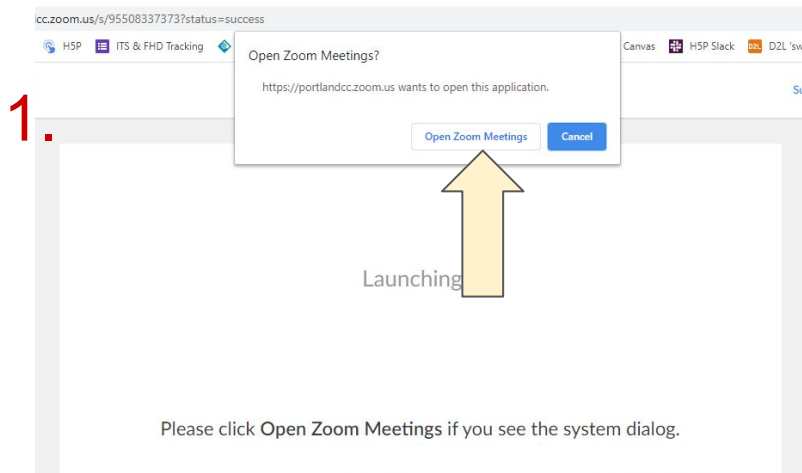 cc.zoom.us/s/95508337373?status=success
H5P ITS & FHD Tracking Canvas H5P Slack D2L D2L 'sw
Open Zoom Meetings?
https://portlandcc.zoom.us wants to open this application.
Open Zoom Meetings Cancel
Su
1.
Launching
Please click Open Zoom Meetings if you see the system dialog.